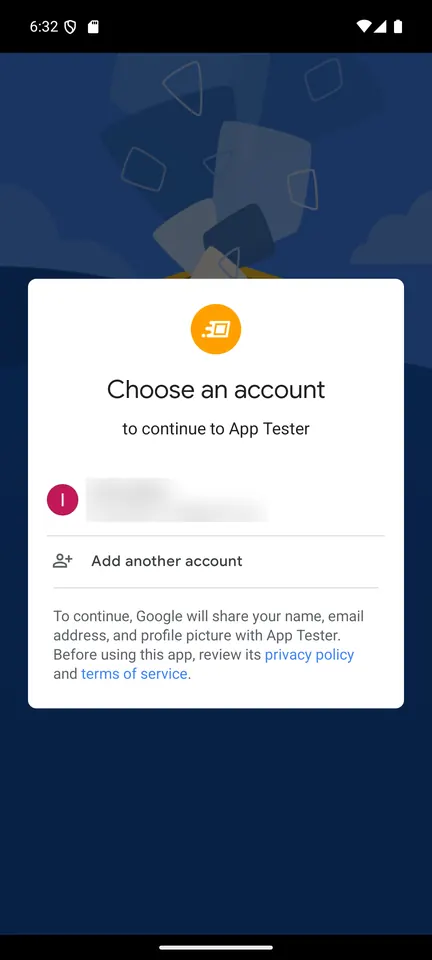 6:32
Choose an account
to continue to App Tester
I
Add another account
To continue, Google will share your name, email
address, and profile picture with App Tester.
Before using this app, review its privacy policy
and terms of service.